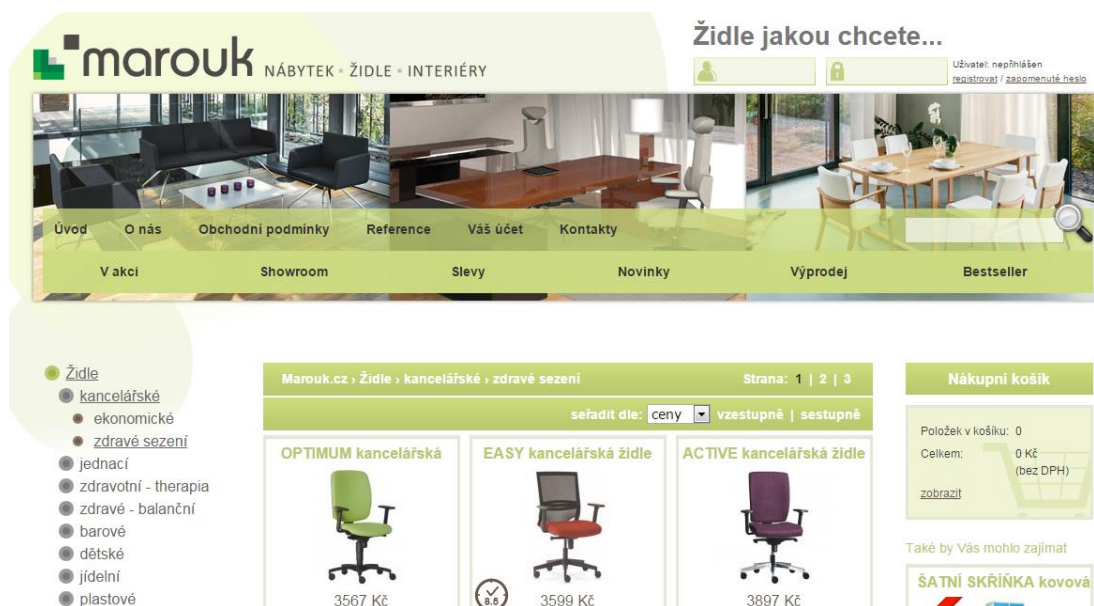 Židle jakou chcete...
marouk
NÁBYTEK ▪ ŽIDLE ▪ INTERIÉRY
Uživatel: nepřihlášen
registrovat / zapomenuté heslo
Úvod O nás Obchodní podmínky Reference Váš účet Kontakty
V akci Showroom Slevy Novinky Výprodej Bestseller
Židle
kancelářské
ekonomické
zdravé sezení
jednací
zdravotní - therapia
zdravé - balanční
barové
dětské
jídelní
plastové
Marouk.cz › Židle › kancelářské › zdravé sezení Strana: 1 | 2 | 3
seřadit dle: ceny vzestupně | sestupně
OPTIMUM kancelářská
3567 Kč
EASY kancelářská židle
8.5
3599 Kč
ACTIVE kancelářská židle
3897 Kč
Nákupní košík
Položek v košíku: 0
Celkem: 0 Kč
(bez DPH)
zobrazit
Také by Vás mohlo zajímat
ŠATNÍ SKŘÍŇKA kovová